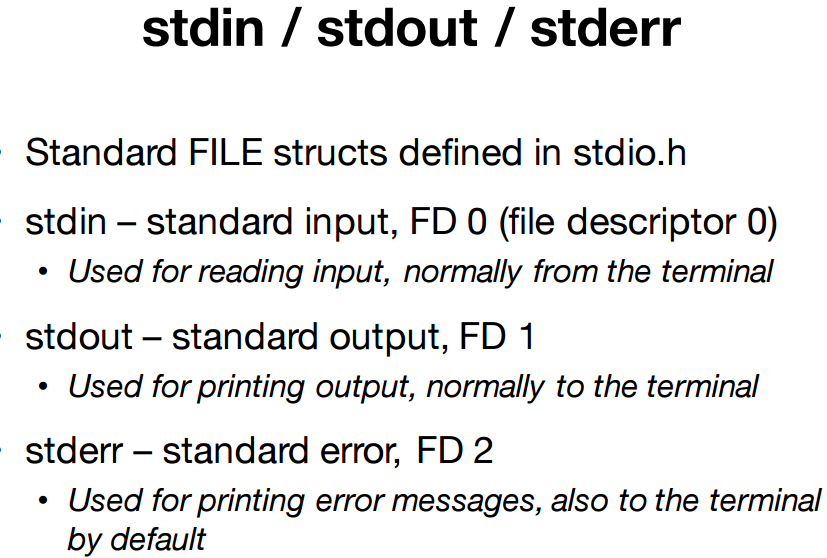 stdin / stdout / stderr
• Standard FILE structs defined in stdio.h
• stdin – standard input, FD 0 (file descriptor 0)
• Used for reading input, normally from the terminal
• stdout – standard output, FD 1
• Used for printing output, normally to the terminal
• stderr – standard error, FD 2
• Used for printing error messages, also to the terminal
by default